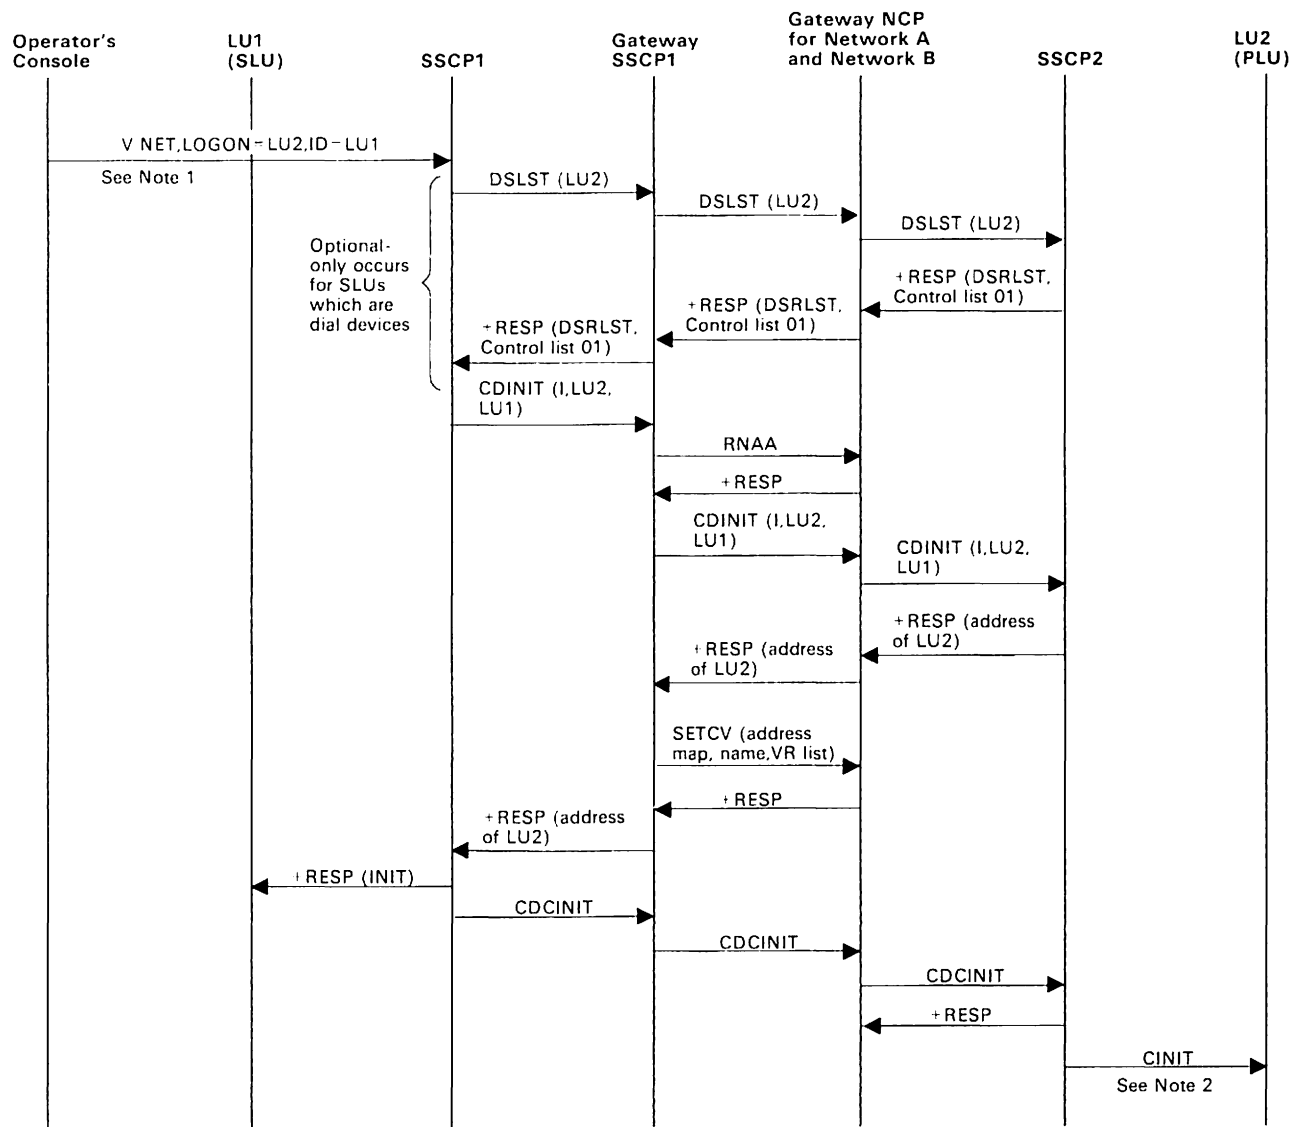 Operator's
Console
LU1
(SLU)
SSCP1
Gateway
SSCP1
Gateway NCP
for Network A
and Network B
SSCP2
LU2
(PLU)
V NET,LOGON=LU2,ID=LU1
See Note 1
DSLST (LU2)
DSLST (LU2)
DSLST (LU2)
Optional-
only occurs
for SLUs
which are
dial devices
+RESP (DSRLST,
Control list 01)
+RESP (DSRLST,
Control list 01)
+RESP (DSRLST,
Control list 01)
CDINIT (I,LU2,
LU1)
RNAA
+RESP
CDINIT (I,LU2,
LU1)
CDINIT (I,LU2,
LU1)
+RESP (address
of LU2)
+RESP (address
of LU2)
SETCV (address
map, name,VR list)
+RESP
+RESP (address
of LU2)
+RESP (INIT)
CDCINIT
CDCINIT
CDCINIT
+RESP
CINIT
See Note 2